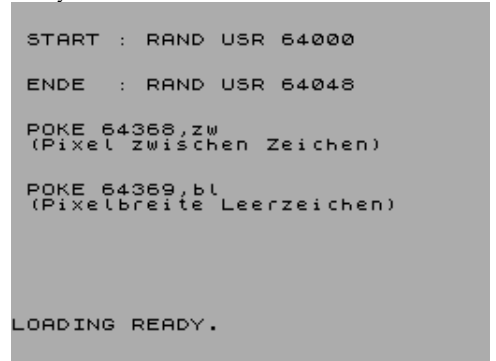 START : RAND USR 64000
ENDE : RAND USR 64048
POKE 64368,zw
(Pixel zwischen Zeichen)
POKE 64369,bl
(Pixelbreite Leerzeichen)
LOADING READY.